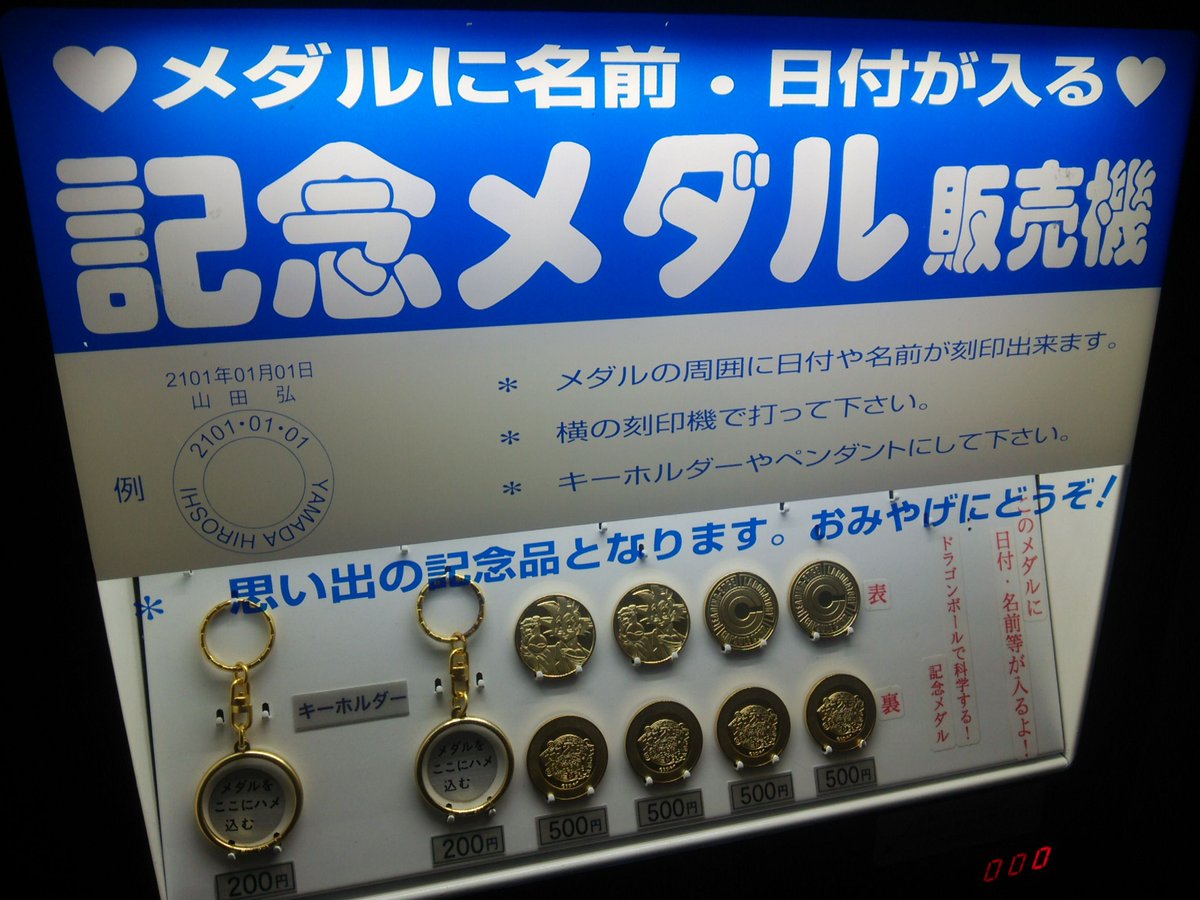 ♥メダルに名前・日付が入る♥
記念メダル販売機
2101年01月01日
山田 弘
例
2101・01・01
YAMADA HIROSHI
* メダルの周囲に日付や名前が刻印出来ます。
* 横の刻印機で打って下さい。
* キーホルダーやペンダントにして下さい。
* 思い出の記念品となります。おみやげにどうぞ!
このメダルに
日付・名前等が入るよ!
ドラゴンボールで科学する!
記念メダル
表
裏
キーホルダー
メダルを
ここにハメ
込む
メダルを
ここにハメ
込む
200円
200円
500円
500円
500円
500円
000